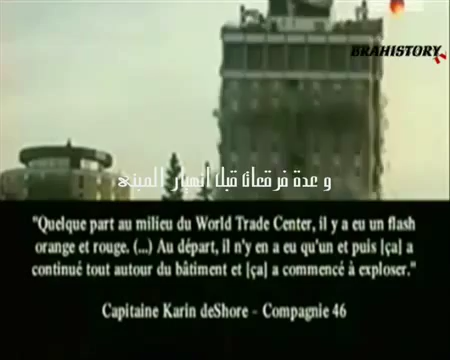 BRAHISTORY
و عدة فرقعات قبل انهيار المبنى
"Quelque part au milieu du World Trade Center, il y a eu un flash
orange et rouge. (...) Au départ, il n'y en a eu qu'un et puis [ça] a
continué tout autour du bâtiment et [ça] a commencé à exploser."
Capitaine Karin deShore - Compagnie 46